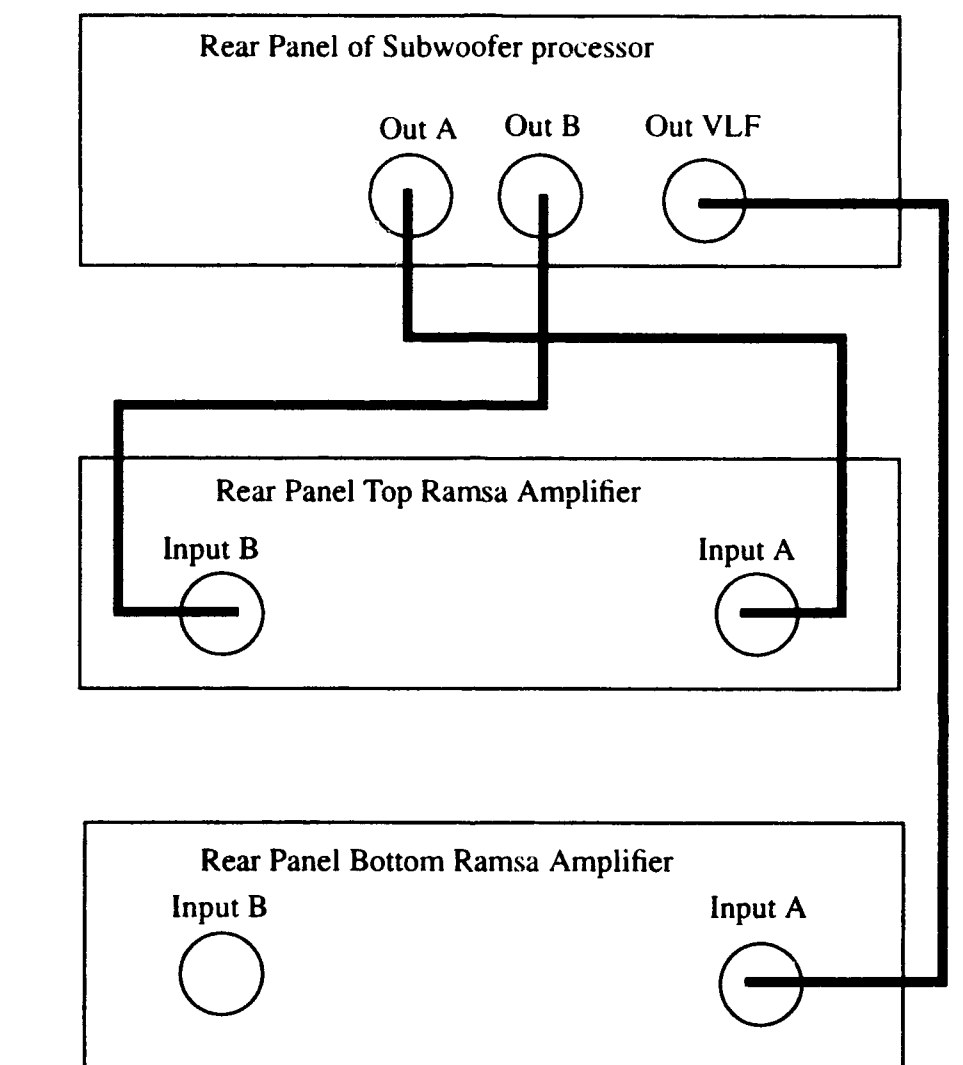 Rear Panel of Subwoofer processor
Out A Out B Out VLF
Rear Panel Top Ramsa Amplifier
Input B Input A
Rear Panel Bottom Ramsa Amplifier
Input B Input A